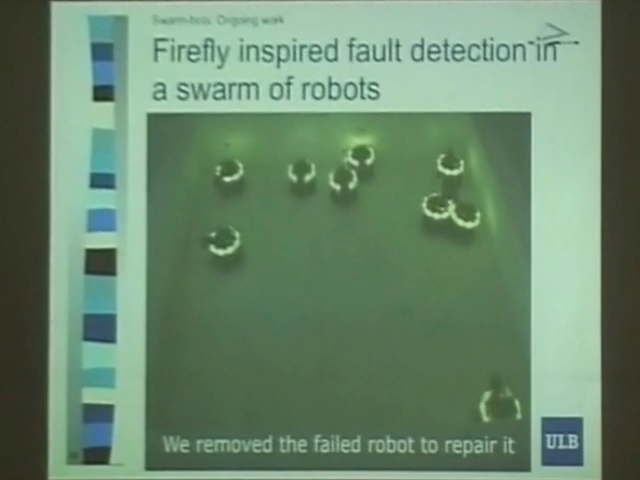 Swarm-bots: Ongoing work
Firefly inspired fault detection in
a swarm of robots
We removed the failed robot to repair it
ULB